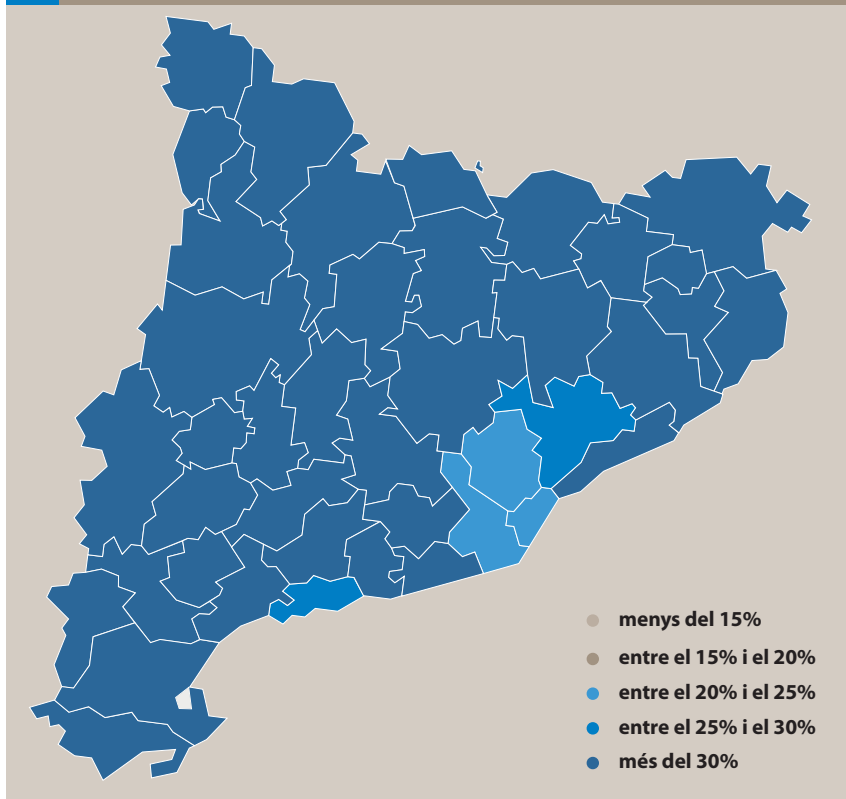 menys del 15%
entre el 15% i el 20%
entre el 20% i el 25%
entre el 25% i el 30%
més del 30%